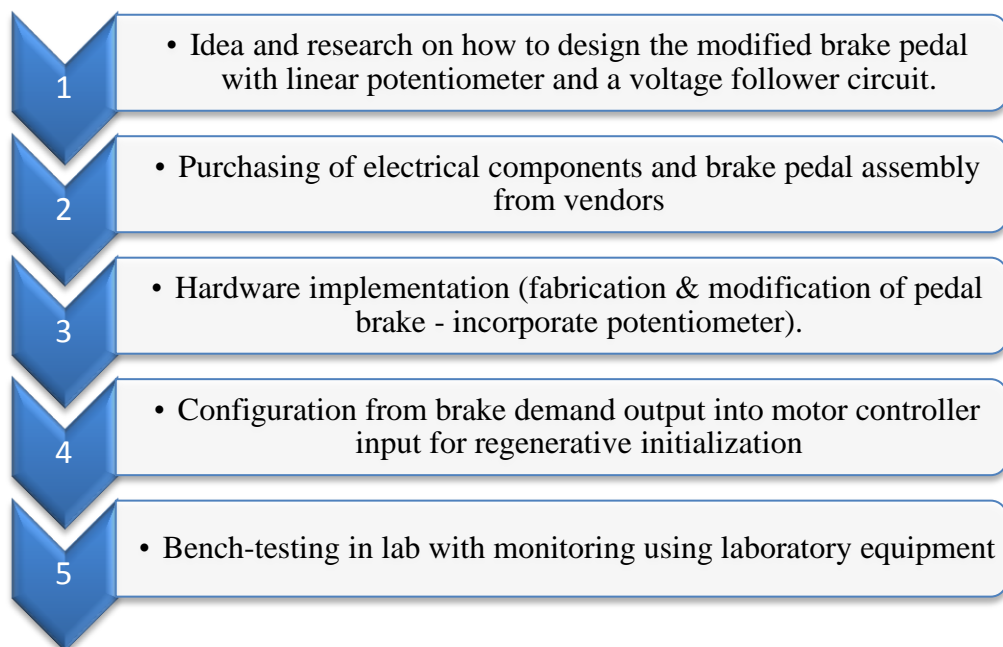 1
• Idea and research on how to design the modified brake pedal
with linear potentiometer and a voltage follower circuit.
2
• Purchasing of electrical components and brake pedal assembly
from vendors
3
• Hardware implementation (fabrication & modification of pedal
brake - incorporate potentiometer).
4
• Configuration from brake demand output into motor controller
input for regenerative initialization
5
• Bench-testing in lab with monitoring using laboratory equipment